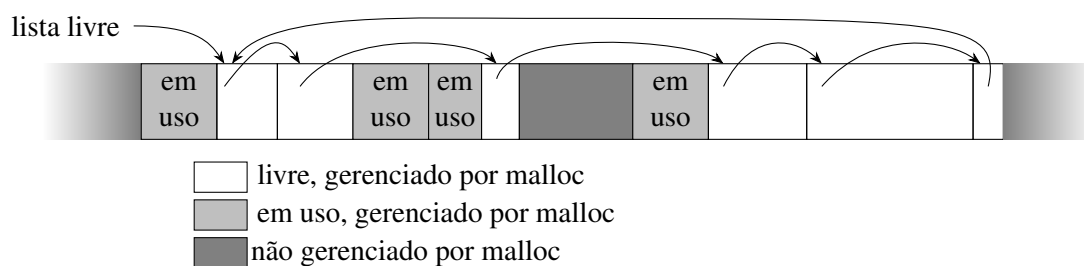 lista livre
em uso
em uso
em uso
em uso
livre, gerenciado por malloc
em uso, gerenciado por malloc
não gerenciado por malloc